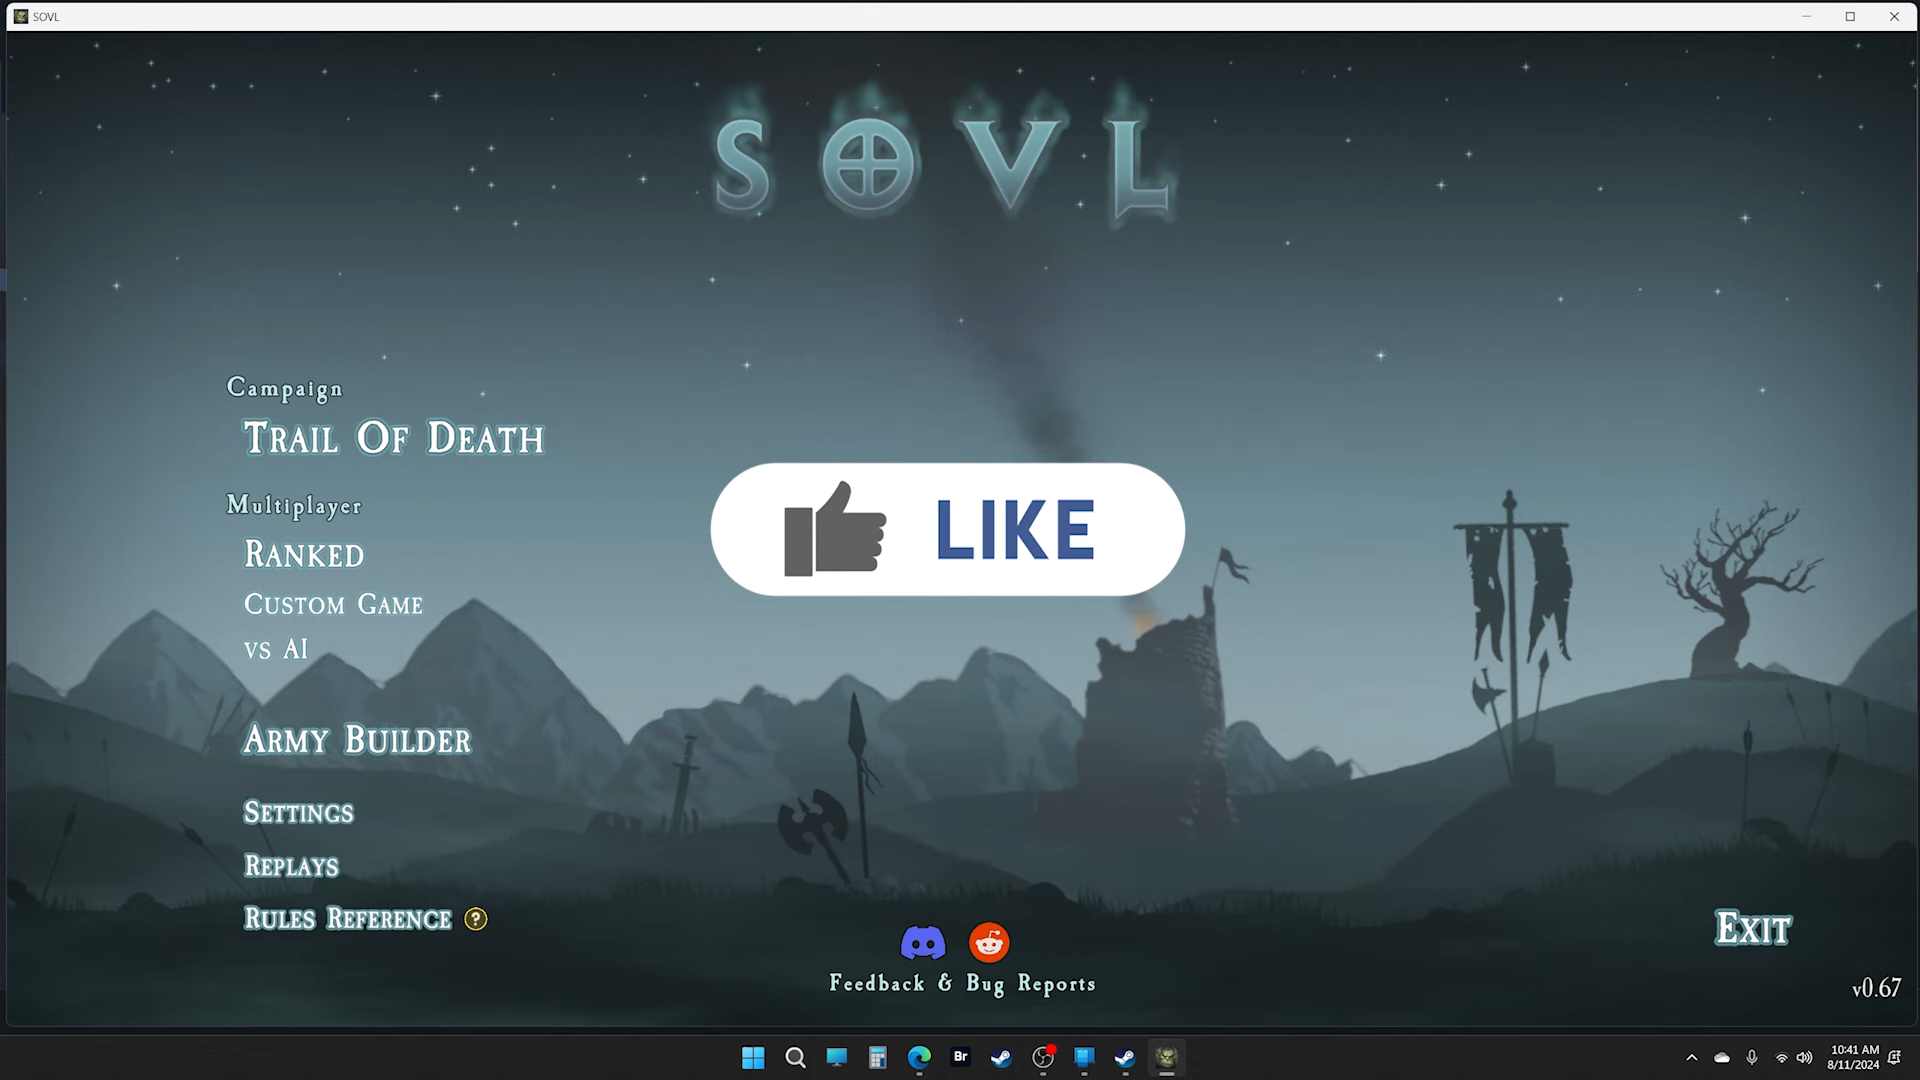 SOVL
SOVL
Campaign
TRAIL OF DEATH
Multiplayer
RANKED
CUSTOM GAME
VS AI
LIKE
ARMY BUILDER
SETTINGS
REPLAYS
RULES REFERENCE ?
EXIT
Feedback & Bug Reports
v0.67
Br
10:41 AM
8/11/2024